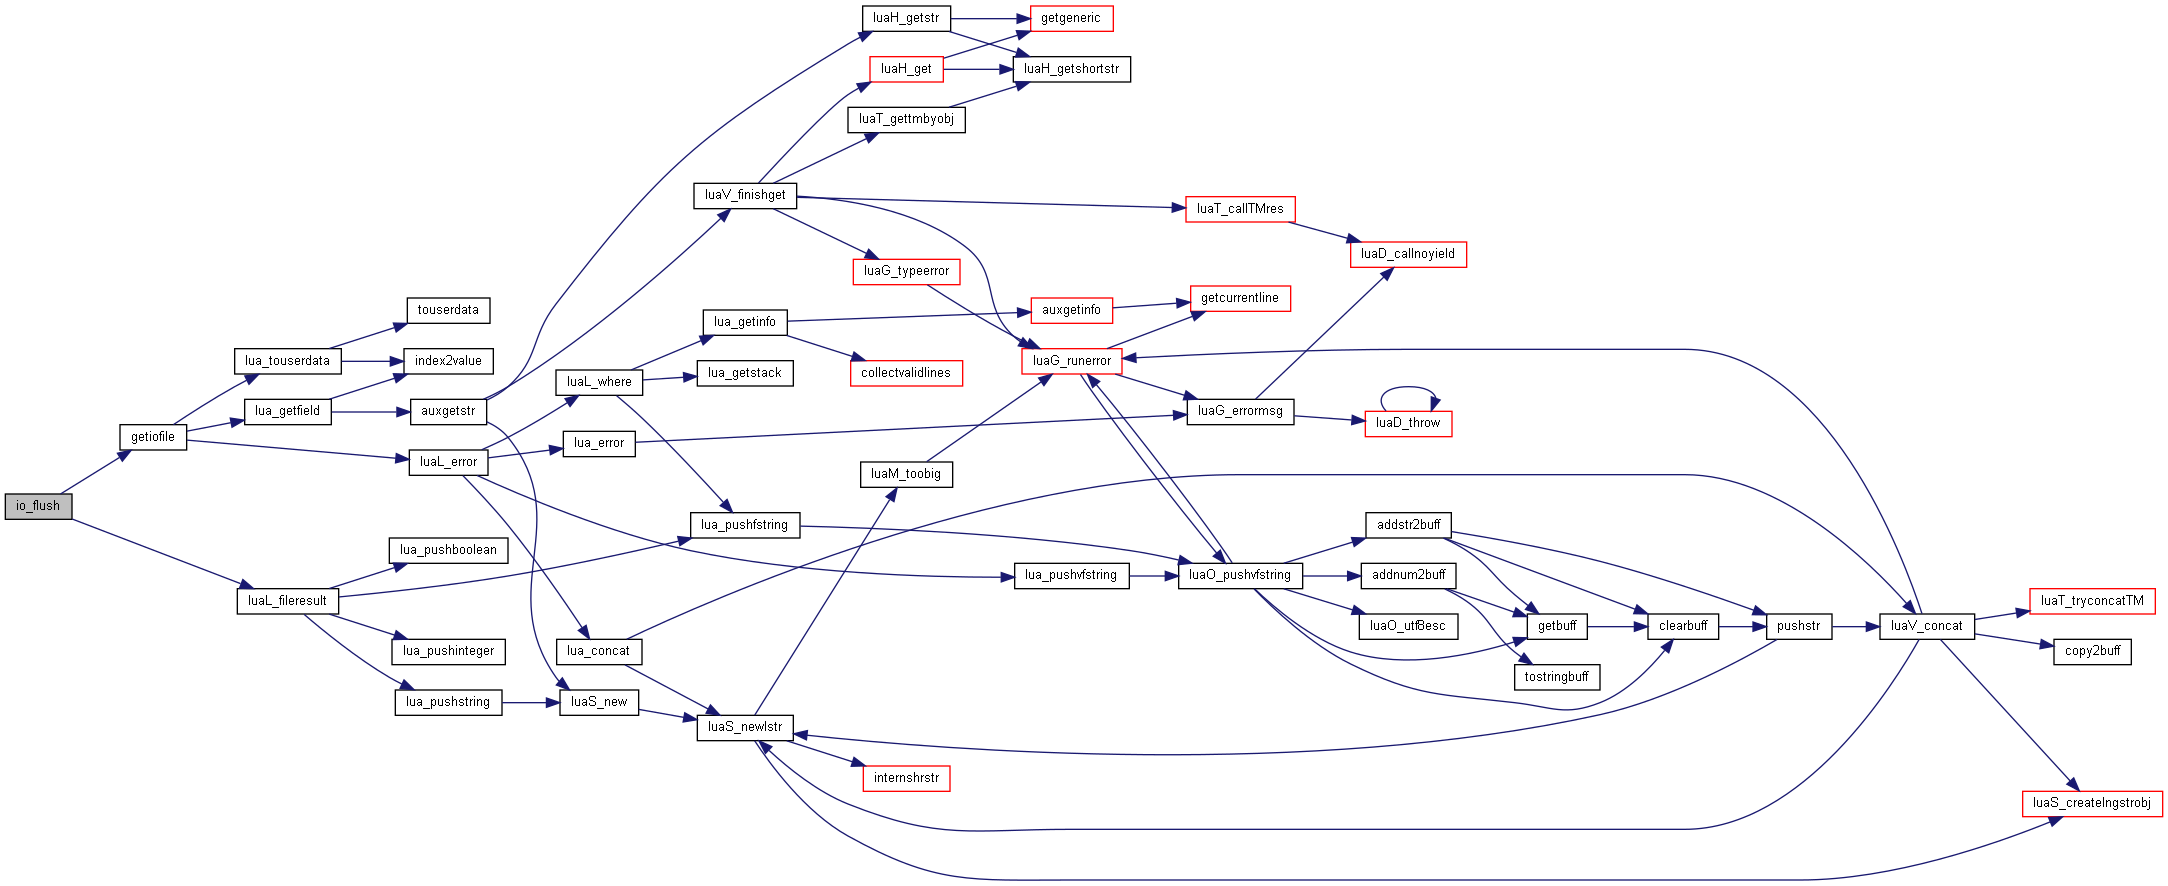 io_flush
getiofile
luaL_fileresult
lua_touserdata
lua_getfield
touserdata
index2value
auxgetstr
luaL_error
lua_pushboolean
lua_pushinteger
lua_pushstring
luaL_where
lua_error
lua_concat
luaS_new
luaV_finishget
lua_getinfo
lua_getstack
lua_pushfstring
luaS_newlstr
luaH_getstr
luaH_get
luaT_gettmbyobj
luaG_typeerror
collectvalidlines
luaM_toobig
internshrstr
getgeneric
luaH_getshortstr
auxgetinfo
luaG_runerror
lua_pushvfstring
luaT_callTMres
getcurrentline
luaG_errormsg
luaO_pushvfstring
luaD_callnoyield
luaD_throw
addstr2buff
addnum2buff
luaO_utf8esc
getbuff
tostringbuff
clearbuff
pushstr
luaV_concat
luaT_tryconcatTM
copy2buff
luaS_createlngstrobj